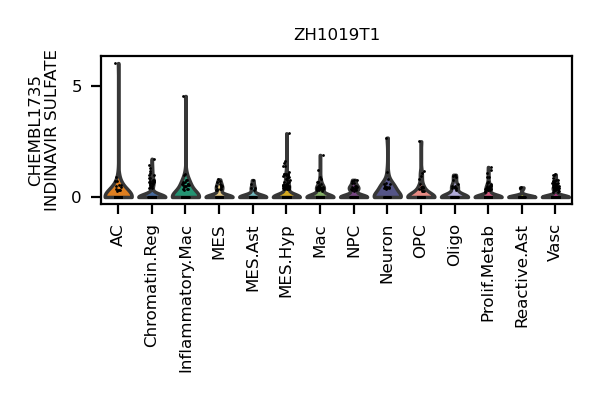 ZH1019T1
CHEMBL1735
INDINAVIR SULFATE
5
0
AC
Chromatin.Reg
Inflammatory.Mac
MES
MES.Ast
MES.Hyp
Mac
NPC
Neuron
OPC
Oligo
Prolif.Metab
Reactive.Ast
Vasc